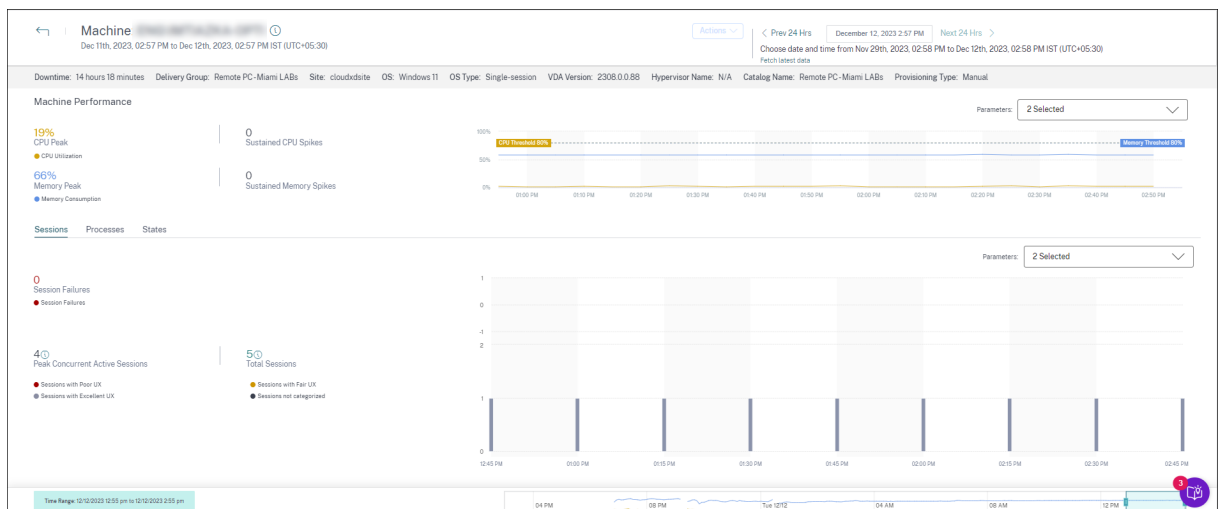 Machine
Dec 11th, 2023, 02:57 PM to Dec 12th, 2023, 02:57 PM IST (UTC+05:30)
Actions
Prev 24 Hrs December 12, 2023 2:57 PM Next 24 Hrs
Choose date and time from Nov 29th, 2023, 02:58 PM to Dec 12th, 2023, 02:58 PM IST (UTC+05:30)
Fetch latest data
Downtime: 14 hours 18 minutes Delivery Group: Remote PC-Miami LABs Site: cloudxdsite OS: Windows 11 OS Type: Single-session VDA Version: 2308.0.0.88 Hypervisor Name: N/A Catalog Name: Remote PC-Miami LABs Provisioning Type: Manual
Machine Performance
Parameters: 2 Selected
19% 0
CPU Peak Sustained CPU Spikes
CPU Utilization
66% 0
Memory Peak Sustained Memory Spikes
Memory Consumption
100%
CPU Threshold 80% Memory Threshold 80%
50%
0%
01:00 PM 01:10 PM 01:20 PM 01:30 PM 01:40 PM 01:50 PM 02:00 PM 02:10 PM 02:20 PM 02:30 PM 02:40 PM 02:50 PM
Sessions Processes States
Parameters: 2 Selected
0
Session Failures
Session Failures
4 5
Peak Concurrent Active Sessions Total Sessions
Sessions with Poor UX Sessions with Fair UX
Sessions with Excellent UX Sessions not categorized
1
0
-1
2
1
0
12:45 PM 01:00 PM 01:15 PM 01:30 PM 01:45 PM 02:00 PM 02:15 PM 02:30 PM 02:45 PM
3
Time Range: 12/12/2023 12:55 pm to 12/12/2023 2:55 pm
04 PM 08 PM Tue 12/12 04 AM 08 AM 12 PM